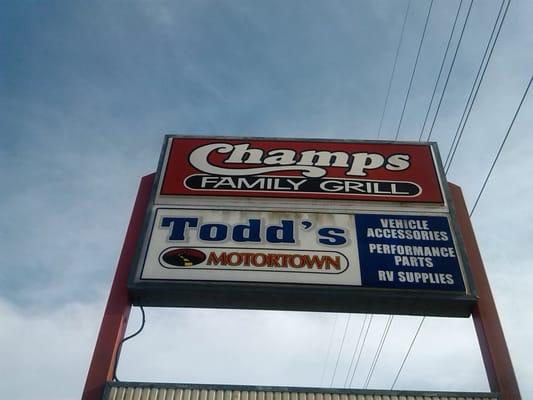 Champs
FAMILY GRILL
Todd's
MOTORTOWN
VEHICLE
ACCESSORIES
PERFORMANCE
PARTS
RV SUPPLIES